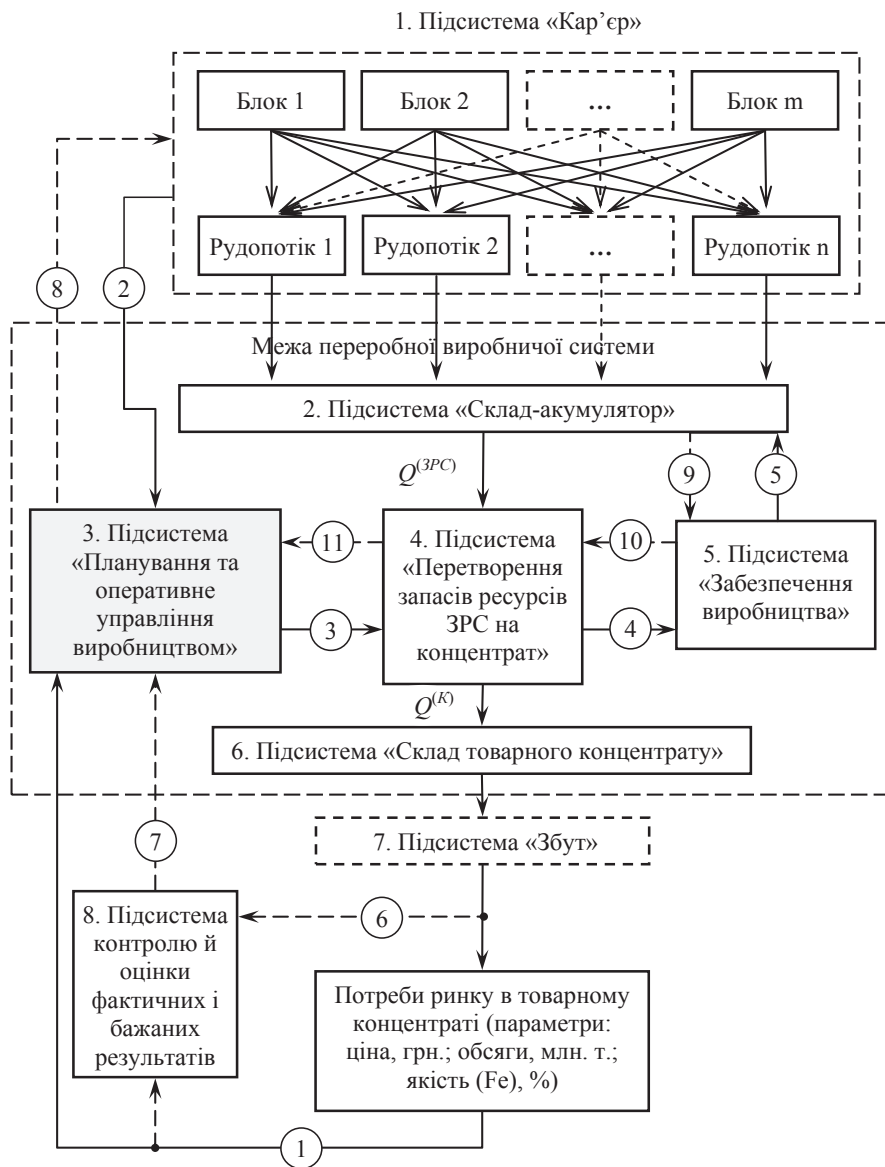 1. Підсистема «Кар’єр»
Блок 1
Блок 2
...
Блок m
Рудопотік 1
Рудопотік 2
...
Рудопотік n
8
2
Межа переробної виробничої системи
2. Підсистема «Склад-акумулятор»
Q(ЗРС)
9
5
3. Підсистема
«Планування та
оперативне
управління
виробництвом»
11
3
4. Підсистема
«Перетворення
запасів ресурсів
ЗРС на
концентрат»
10
4
5. Підсистема
«Забезпечення
виробництва»
Q(К)
6. Підсистема «Склад товарного концентрату»
7. Підсистема «Збут»
7
6
8. Підсистема
контролю й
оцінки
фактичних і
бажаних
результатів
Потреби ринку в товарному
концентраті (параметри:
ціна, грн.; обсяги, млн. т.;
якість (Fe), %)
1